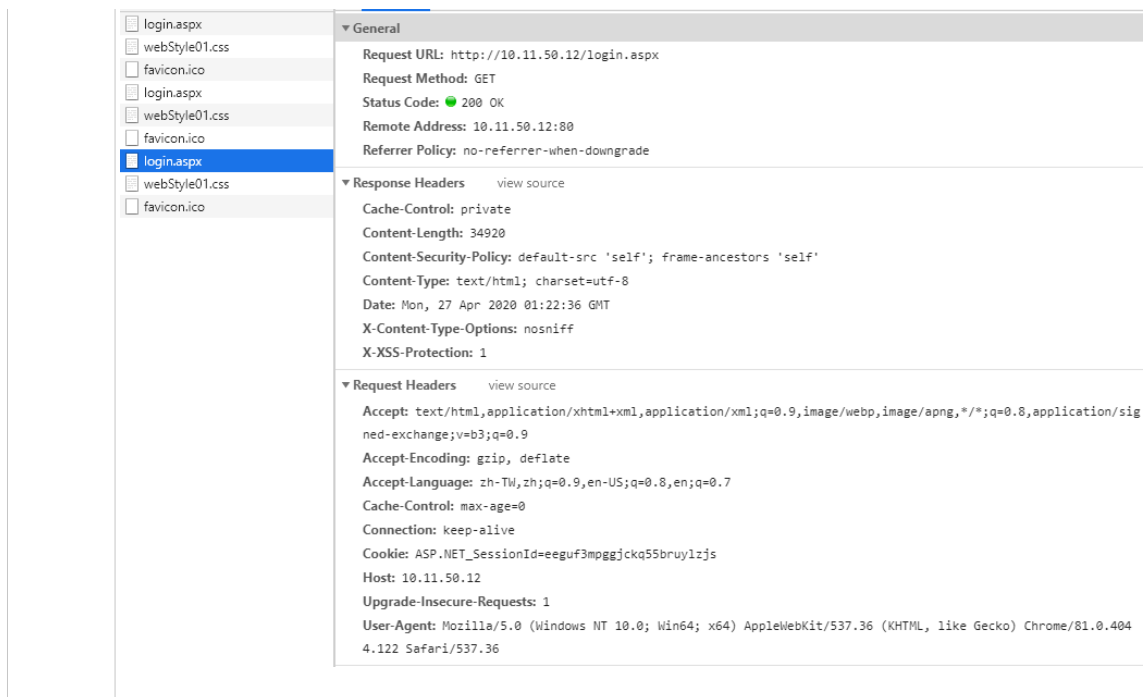 login.aspx
webStyle01.css
favicon.ico
login.aspx
webStyle01.css
favicon.ico
login.aspx
webStyle01.css
favicon.ico
General
Request URL: http://10.11.50.12/login.aspx
Request Method: GET
Status Code: 200 OK
Remote Address: 10.11.50.12:80
Referrer Policy: no-referrer-when-downgrade
Response Headers view source
Cache-Control: private
Content-Length: 34920
Content-Security-Policy: default-src 'self'; frame-ancestors 'self'
Content-Type: text/html; charset=utf-8
Date: Mon, 27 Apr 2020 01:22:36 GMT
X-Content-Type-Options: nosniff
X-XSS-Protection: 1
Request Headers view source
Accept: text/html,application/xhtml+xml,application/xml;q=0.9,image/webp,image/apng,*/*;q=0.8,application/sig
ned-exchange;v=b3;q=0.9
Accept-Encoding: gzip, deflate
Accept-Language: zh-TW,zh;q=0.9,en-US;q=0.8,en;q=0.7
Cache-Control: max-age=0
Connection: keep-alive
Cookie: ASP.NET_SessionId=eeguf3mpggjckq55bruylzjs
Host: 10.11.50.12
Upgrade-Insecure-Requests: 1
User-Agent: Mozilla/5.0 (Windows NT 10.0; Win64; x64) AppleWebKit/537.36 (KHTML, like Gecko) Chrome/81.0.404
4.122 Safari/537.36